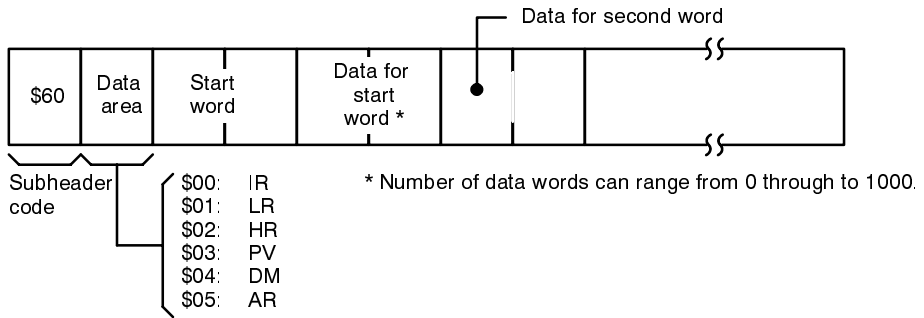 Data for second word
$60
Data
area
Start
word
Data for
start
word *
Subheader
code
$00: IR
$01: LR
$02: HR
$03: PV
$04: DM
$05: AR
* Number of data words can range from 0 through to 1000.